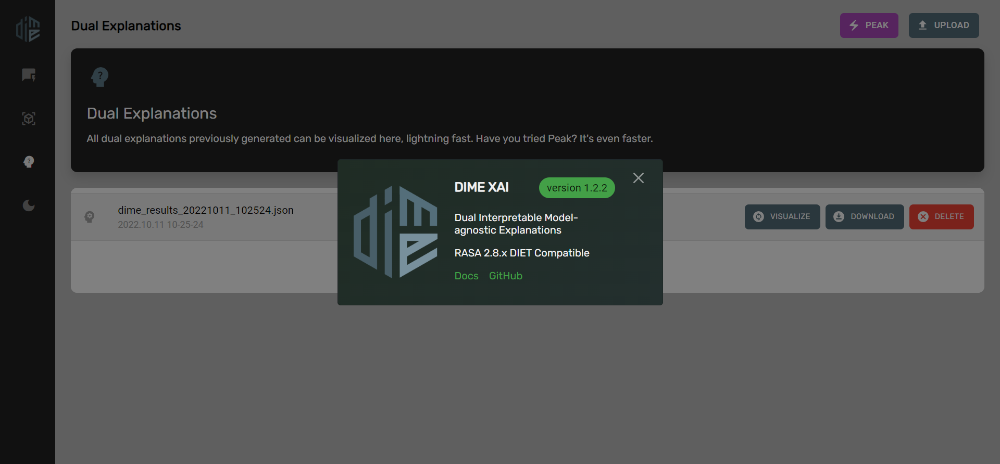 dime
Dual Explanations
PEAK
UPLOAD
?
Dual Explanations
All dual explanations previously generated can be visualized here, lightning fast. Have you tried Peak? It's even faster.
?
dime
DIME XAI
version 1.2.2
Dual Interpretable Model-
agnostic Explanations
RASA 2.8.x DIET Compatible
Docs GitHub
dime_results_20221011_102524.json
2022.10.11 10-25-24
VISUALIZE
DOWNLOAD
DELETE